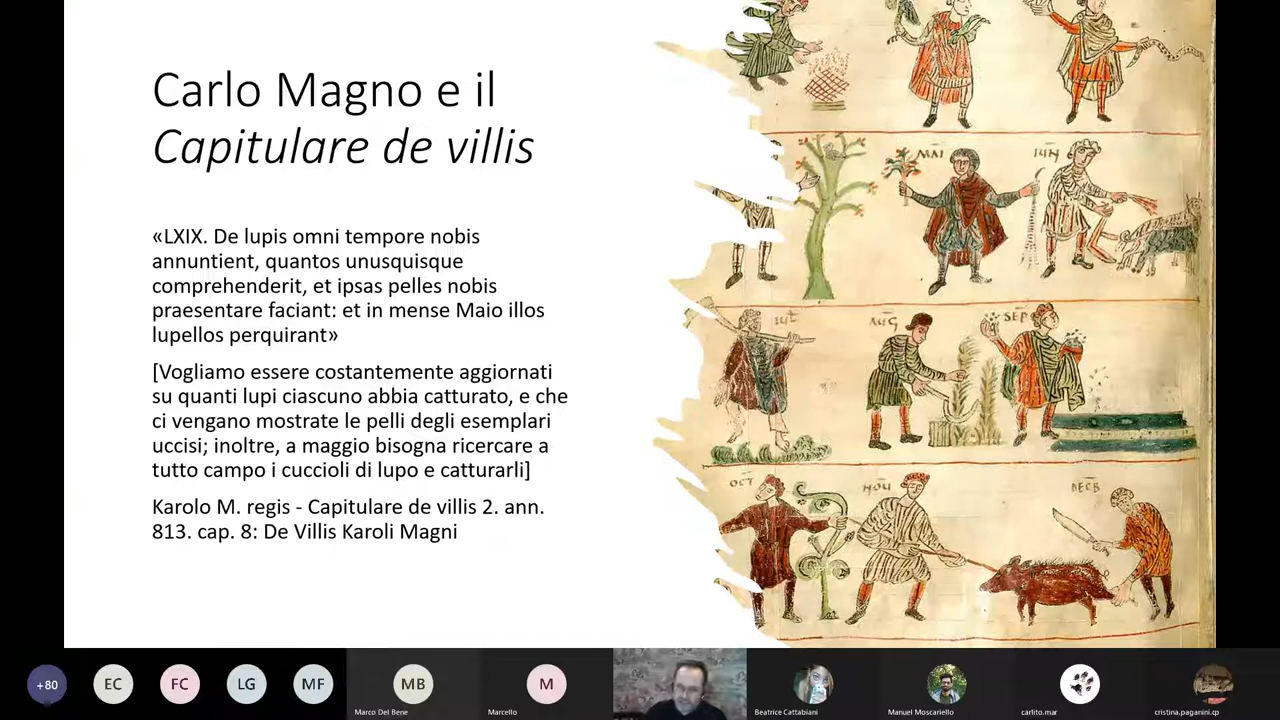 Carlo Magno e il
Capitulare de villis
«LXIX. De lupis omni tempore nobis
annuntient, quantos unusquisque
comprehenderit, et ipsas pelles nobis
praesentare faciant: et in mense Maio illos
lupellos perquirant»
[Vogliamo essere costantemente aggiornati
su quanti lupi ciascuno abbia catturato, e che
ci vengano mostrate le pelli degli esemplari
uccisi; inoltre, a maggio bisogna ricercare a
tutto campo i cuccioli di lupo e catturarli]
Karolo M. regis - Capitulare de villis 2. ann.
813. cap. 8: De Villis Karoli Magni
MAI
IUN
IUL
AUG
SEP
OCT
NOU
DECB
+80
EC
FC
LG
MF
MB
M
Marco Del Bene
Marcello
Beatrice Cattabiani
Manuel Moscariello
carlito.mar
cristina.paganini.cp